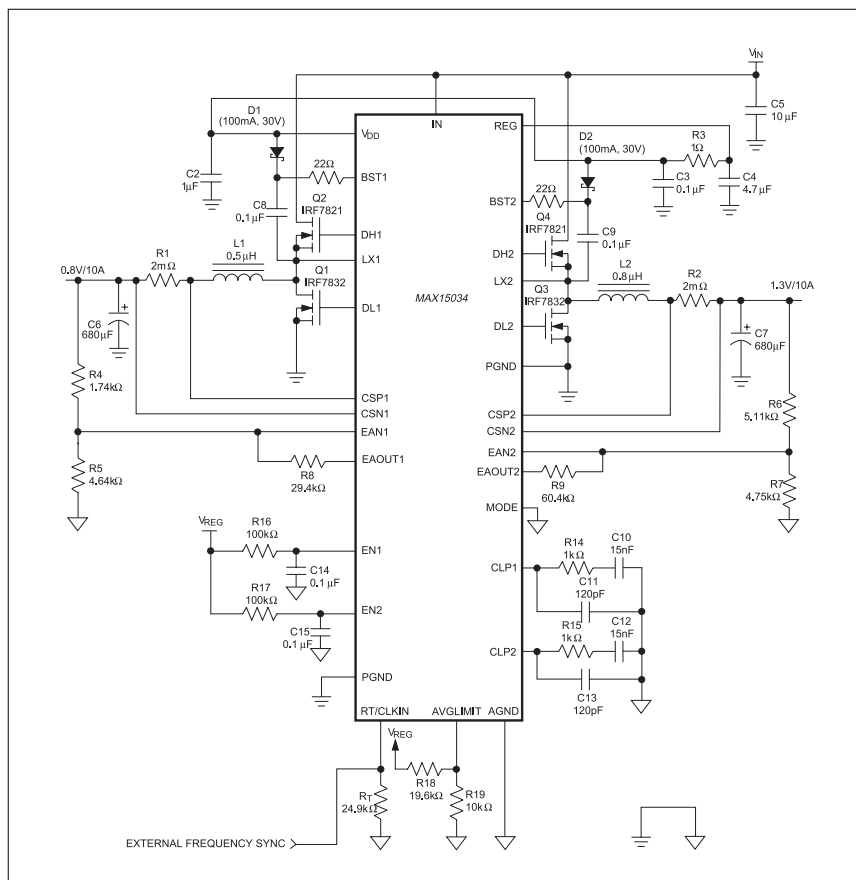 VIN
C5
10µF
D1
(100mA, 30V)
VDD
IN
REG
D2
(100mA, 30V)
R3
1Ω
C2
1µF
22Ω
BST1
C3
0.1µF
C4
4.7µF
C8
0.1µF
Q2
IRF7821
22Ω
BST2
Q4
IRF7821
C9
0.1µF
DH1
DH2
R1
2mΩ
L1
0.5µH
LX1
LX2
L2
0.8µH
R2
2mΩ
0.8V/10A
1.3V/10A
Q1
IRF7832
MAX15034
Q3
IRF7832
DL1
DL2
C6
680µF
+
C7
680µF
+
PGND
R4
1.74kΩ
CSP1
CSN1
EAN1
EAOUT1
CSP2
CSN2
EAN2
EAOUT2
R6
5.11kΩ
R5
4.64kΩ
R8
29.4kΩ
R9
60.4kΩ
R7
4.75kΩ
MODE
VREG
R16
100kΩ
EN1
C14
0.1µF
R17
100kΩ
EN2
C15
0.1µF
CLP1
R14
1kΩ
C10
15nF
C11
120pF
R15
1kΩ
C12
15nF
CLP2
C13
120pF
PGND
RT/CLKIN
AVGLIMIT
AGND
VREG
R18
19.6kΩ
R19
10kΩ
RT
24.9kΩ
EXTERNAL FREQUENCY SYNC